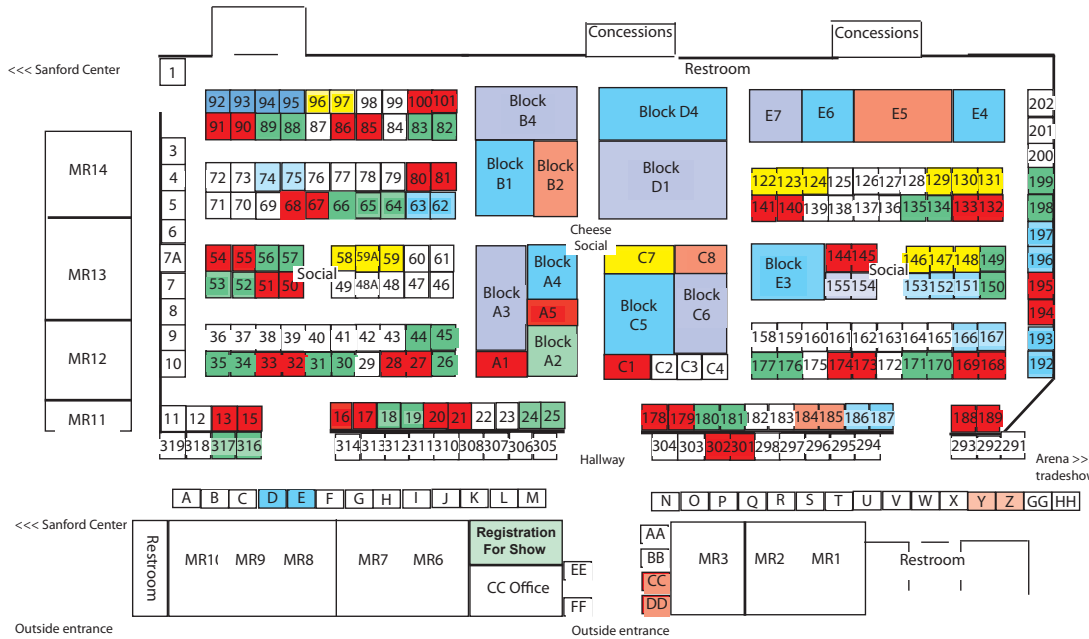 Concessions
Concessions
<<< Sanford Center
Restroom
1
92 93 94 95 96 97 98 99 100 101
91 90 89 88 87 86 85 84 83 82
Block
B4
Block D4
E7 E6 E5 E4
202
201
200
MR14
3
4
5
6
72 73 74 75 76 77 78 79 80 81
71 70 69 68 67 66 65 64 63 62
Block
B1
Block
B2
Block
D1
122 123 124 125 126 127 128 129 130 131
141 140 139 138 137 136 135 134 133 132
199
198
197
Cheese
Social
MR13
7A
7
8
54 55 56 57
53 52 51 50
Social
58 59A 59 60 61
49 48A 48 47 46
Block
A3
Block
A4
A5
C7 C8
Block
C5
Block
C6
Block
E3
144 145
155 154
Social
146 147 148 149
153 152 151 150
196
195
194
MR12
9
10
36 37 38 39 40 41 42 43 44 45
35 34 33 32 31 30 29 28 27 26
A1
Block
A2
C1 C2 C3 C4
158 159 160 161 162 163 164 165 166 167
177 176 175 174 173 172 171 170 169 168
193
192
MR11
11 12 13 15
16 17 18 19 20 21 22 23 24 25
178 179 180 181 182 183 184 185 186 187
188 189
319 318 317 316
314 313 312 311 310 308 307 306 305
Hallway
304 303 302 301 298 297 296 295 294
293 292 291
Arena >>
tradeshow
A B C D E F G H I J K L M
N O P Q R S T U V W X Y Z GG HH
<<< Sanford Center
Restroom
MR10 MR9 MR8
MR7 MR6
Registration
For Show
CC Office
EE
FF
AA
BB
CC
DD
MR3
MR2 MR1
Restroom
Outside entrance
Outside entrance